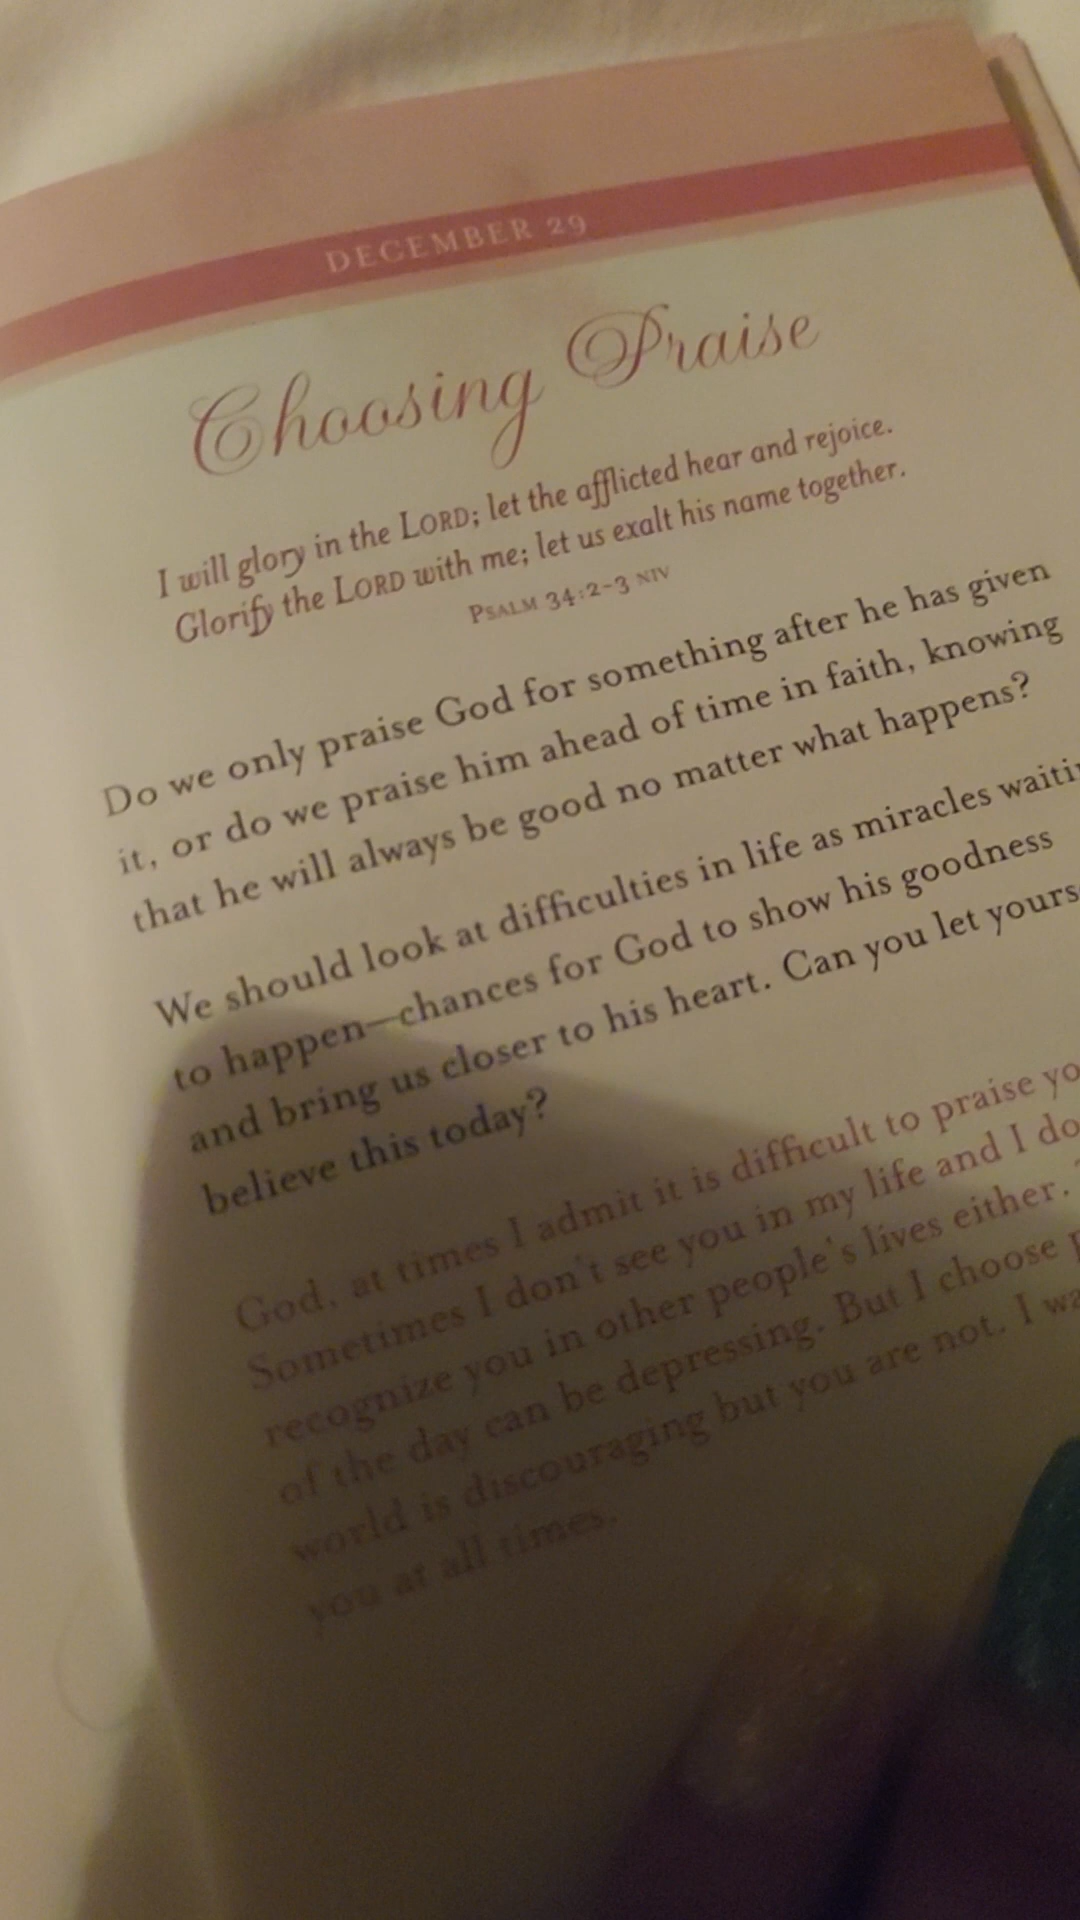 DECEMBER 29
Choosing Praise
I will glory in the LORD; let the afflicted hear and rejoice.
Glorify the LORD with me; let us exalt his name together.
PSALM 34:2-3 NIV
Do we only praise God for something after he has given
it, or do we praise him ahead of time in faith, knowing
that he will always be good no matter what happens?
We should look at difficulties in life as miracles
to happen—chances for God to show his goodness
and bring us closer to his heart. Can you let
believe this today?
God, at times I admit it is difficult to praise
Sometimes I don't see you in my life and I
recognize you in other people's lives either.
of the day can be depressing. But I choose
world is discouraging but you are not. I
you at all times.